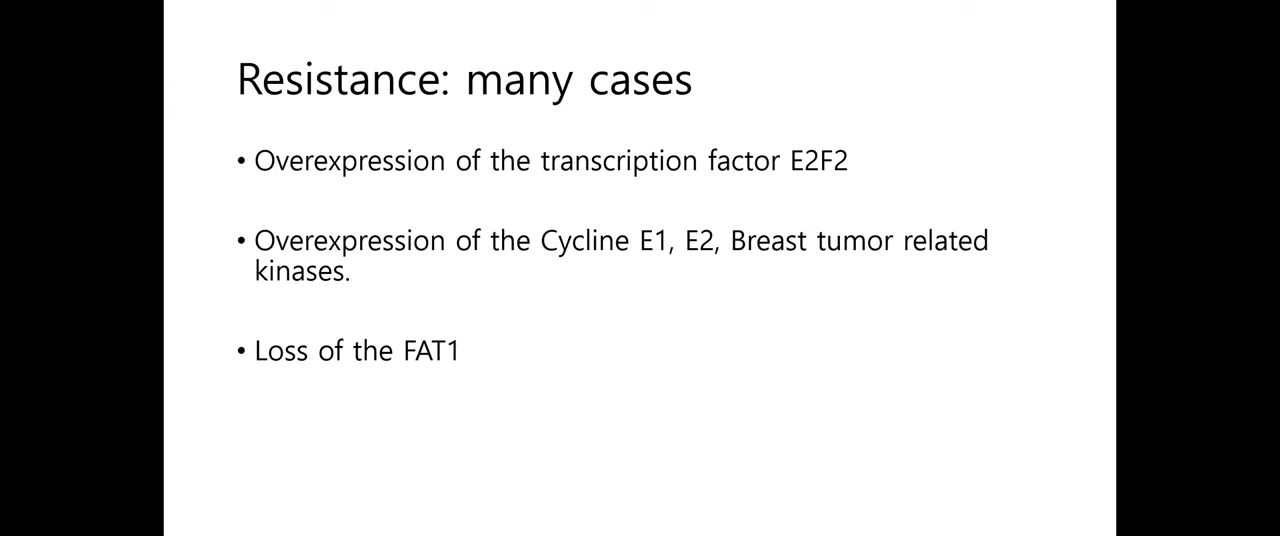 Resistance: many cases
• Overexpression of the transcription factor E2F2
• Overexpression of the Cycline E1, E2, Breast tumor related
kinases.
• Loss of the FAT1